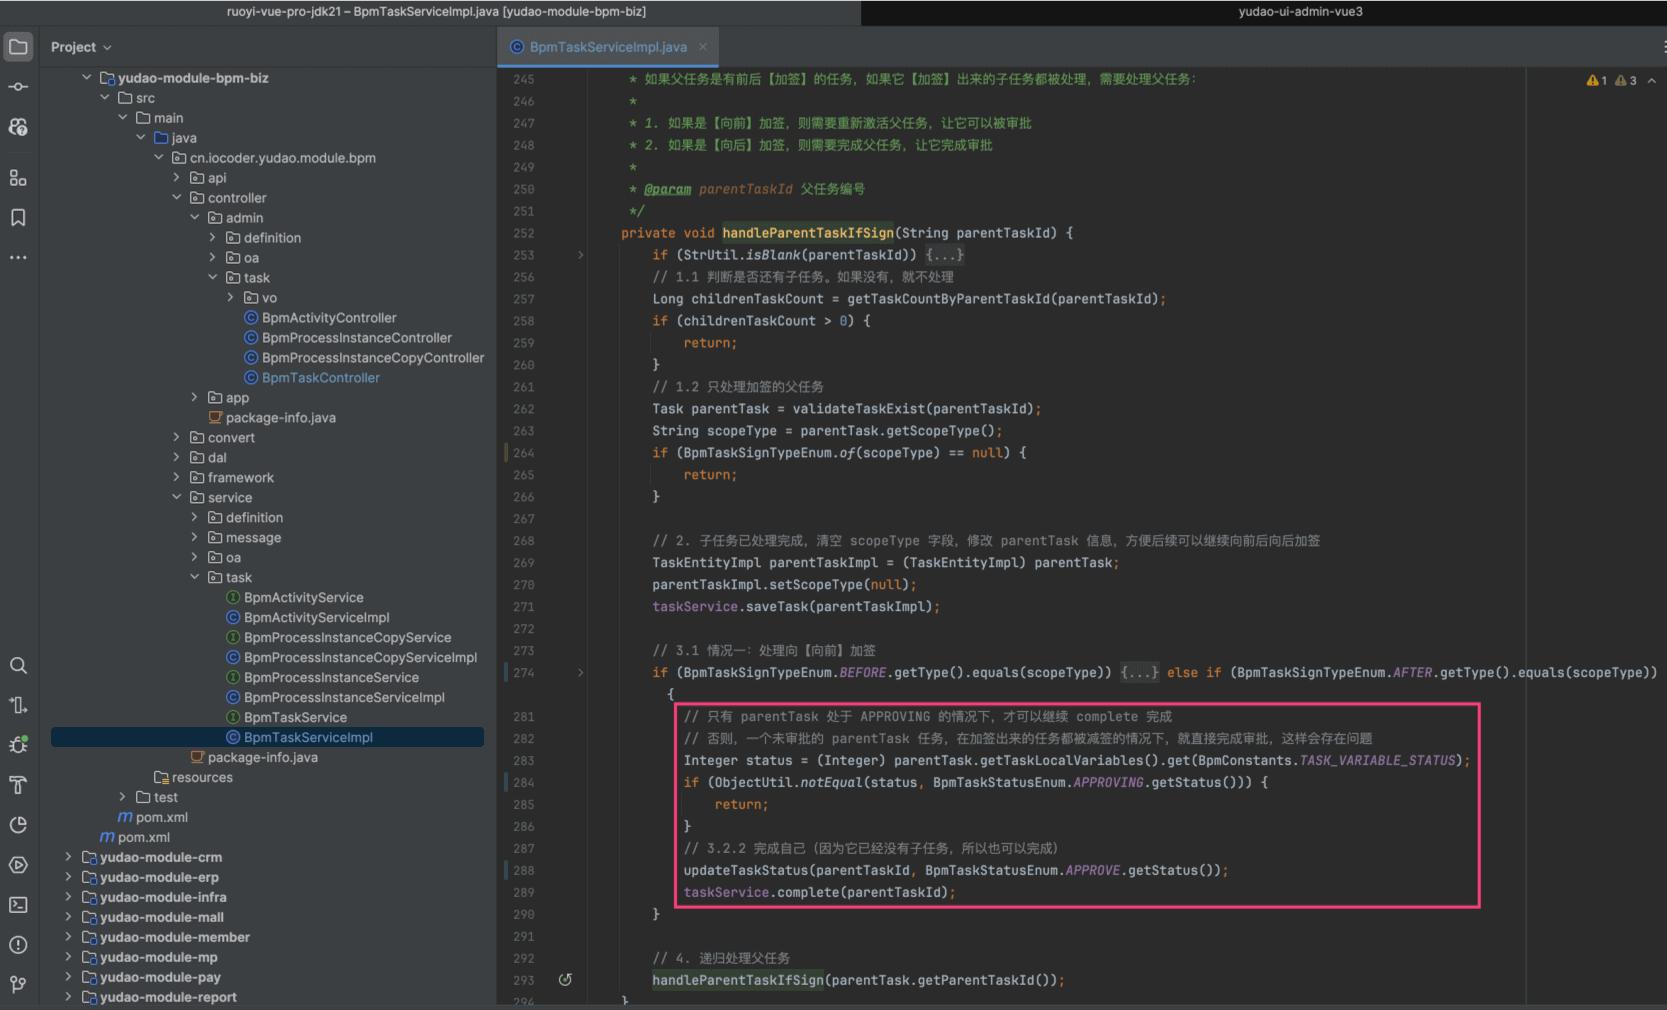 ruoyi-vue-pro-jdk21 – BpmTaskServiceImpl.java [yudao-module-bpm-biz]
yudao-ui-admin-vue3
Project
yudao-module-bpm-biz
src
main
java
cn.iocoder.yudao.module.bpm
api
controller
admin
definition
oa
task
vo
BpmActivityController
BpmProcessInstanceController
BpmProcessInstanceCopyController
BpmTaskController
app
package-info.java
convert
dal
framework
service
definition
message
oa
task
BpmActivityService
BpmActivityServiceImpl
BpmProcessInstanceCopyService
BpmProcessInstanceCopyServiceImpl
BpmProcessInstanceService
BpmProcessInstanceServiceImpl
BpmTaskService
BpmTaskServiceImpl
package-info.java
resources
test
pom.xml
pom.xml
yudao-module-crm
yudao-module-erp
yudao-module-infra
yudao-module-mall
yudao-module-member
yudao-module-mp
yudao-module-pay
yudao-module-report
BpmTaskServiceImpl.java
1 3
245 * 如果父任务是有前后【加签】的任务，如果它【加签】出来的子任务都被处理，需要处理父任务：
246 *
247 * 1. 如果是【向前】加签，则需要重新激活父任务，让它可以被审批
248 * 2. 如果是【向后】加签，则需要完成父任务，让它完成审批
249 *
250 * @param parentTaskId 父任务编号
251 */
252 private void handleParentTaskIfSign(String parentTaskId) {
253 if (StrUtil.isBlank(parentTaskId)) {...}
256 // 1.1 判断是否还有子任务。如果没有，就不处理
257 Long childrenTaskCount = getTaskCountByParentTaskId(parentTaskId);
258 if (childrenTaskCount > 0) {
259 return;
260 }
261 // 1.2 只处理加签的父任务
262 Task parentTask = validateTaskExist(parentTaskId);
263 String scopeType = parentTask.getScopeType();
264 if (BpmTaskSignTypeEnum.of(scopeType) == null) {
265 return;
266 }
267
268 // 2. 子任务已处理完成，清空 scopeType 字段，修改 parentTask 信息，方便后续可以继续向前后向后加签
269 TaskEntityImpl parentTaskImpl = (TaskEntityImpl) parentTask;
270 parentTaskImpl.setScopeType(null);
271 taskService.saveTask(parentTaskImpl);
272
273 // 3.1 情况一：处理向【向前】加签
274 if (BpmTaskSignTypeEnum.BEFORE.getType().equals(scopeType)) {...} else if (BpmTaskSignTypeEnum.AFTER.getType().equals(scopeType))
{
281 // 只有 parentTask 处于 APPROVING 的情况下，才可以继续 complete 完成
282 // 否则，一个未审批的 parentTask 任务，在加签出来的任务都被减签的情况下，就直接完成审批，这样会存在问题
283 Integer status = (Integer) parentTask.getTaskLocalVariables().get(BpmConstants.TASK_VARIABLE_STATUS);
284 if (ObjectUtil.notEqual(status, BpmTaskStatusEnum.APPROVING.getStatus())) {
285 return;
286 }
287 // 3.2.2 完成自己（因为它已经没有子任务，所以也可以完成）
288 updateTaskStatus(parentTaskId, BpmTaskStatusEnum.APPROVE.getStatus());
289 taskService.complete(parentTaskId);
290 }
291
292 // 4. 递归处理父任务
293 handleParentTaskIfSign(parentTask.getParentTaskId());
294 }